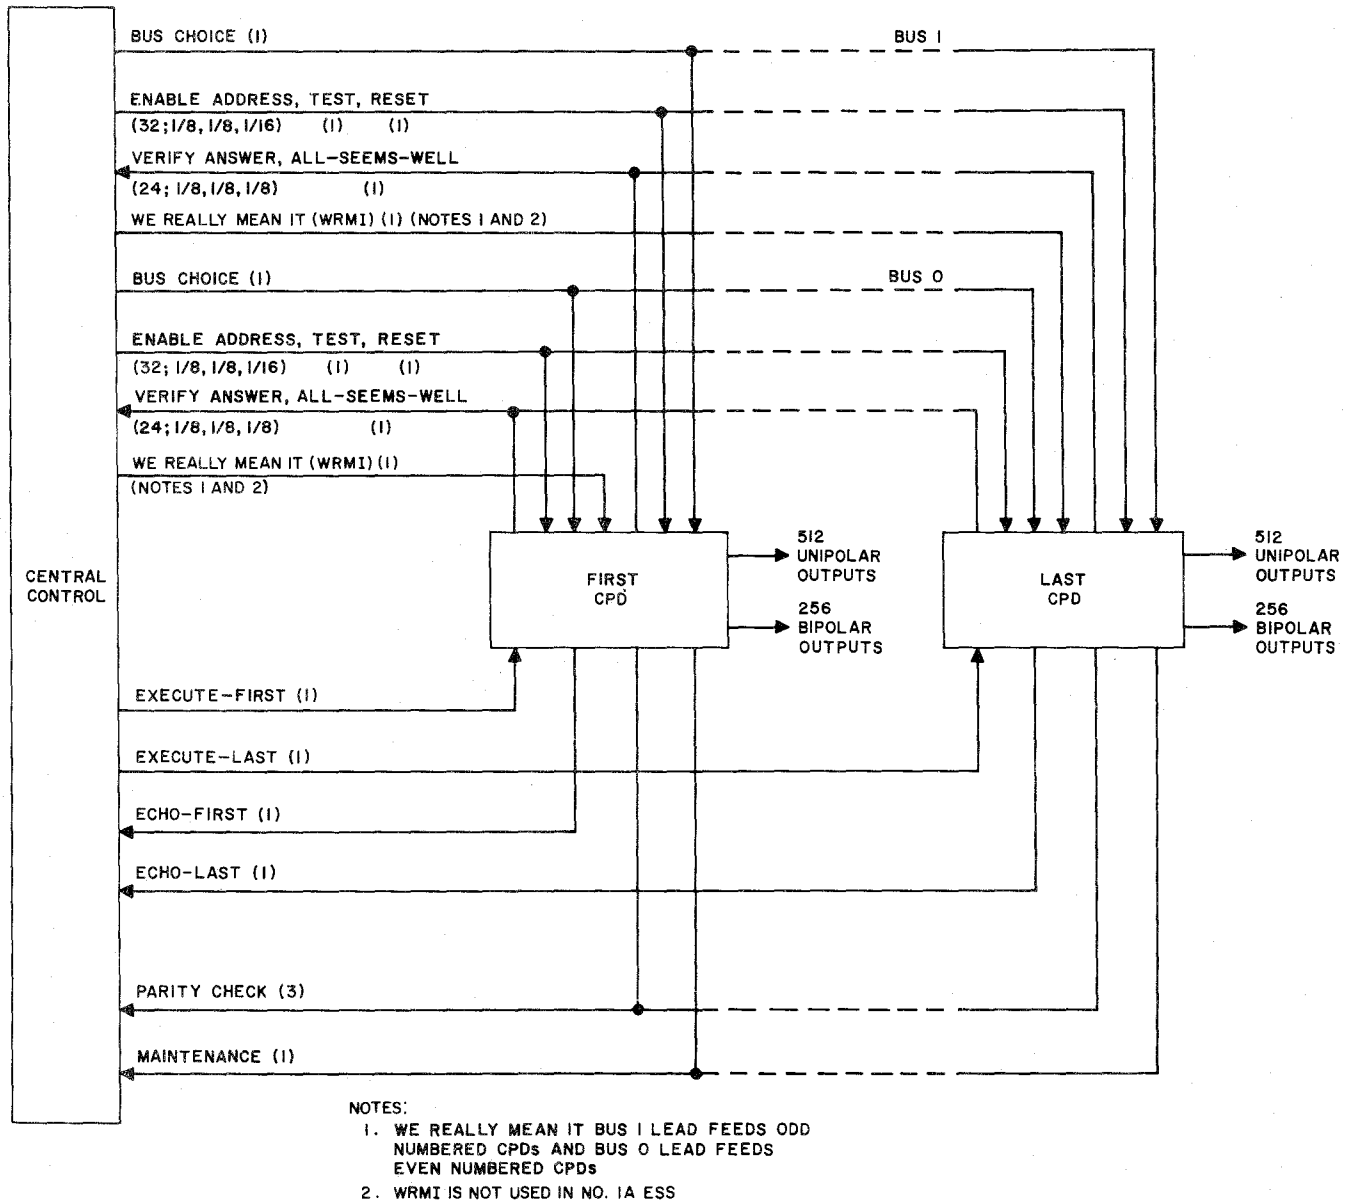 BUS CHOICE (1)
BUS 1
ENABLE ADDRESS, TEST, RESET
(32; 1/8, 1/8, 1/16) (1) (1)
VERIFY ANSWER, ALL-SEEMS-WELL
(24; 1/8, 1/8, 1/8) (1)
WE REALLY MEAN IT (WRMI) (1) (NOTES 1 AND 2)
BUS CHOICE (1)
BUS 0
ENABLE ADDRESS, TEST, RESET
(32; 1/8, 1/8, 1/16) (1) (1)
VERIFY ANSWER, ALL-SEEMS-WELL
(24; 1/8, 1/8, 1/8) (1)
WE REALLY MEAN IT (WRMI) (1)
(NOTES 1 AND 2)
CENTRAL
CONTROL
FIRST
CPD
512
UNIPOLAR
OUTPUTS
256
BIPOLAR
OUTPUTS
LAST
CPD
512
UNIPOLAR
OUTPUTS
256
BIPOLAR
OUTPUTS
EXECUTE-FIRST (1)
EXECUTE-LAST (1)
ECHO-FIRST (1)
ECHO-LAST (1)
PARITY CHECK (3)
MAINTENANCE (1)
NOTES:
1. WE REALLY MEAN IT BUS 1 LEAD FEEDS ODD
NUMBERED CPDs AND BUS 0 LEAD FEEDS
EVEN NUMBERED CPDs
2. WRMI IS NOT USED IN NO. 1A ESS